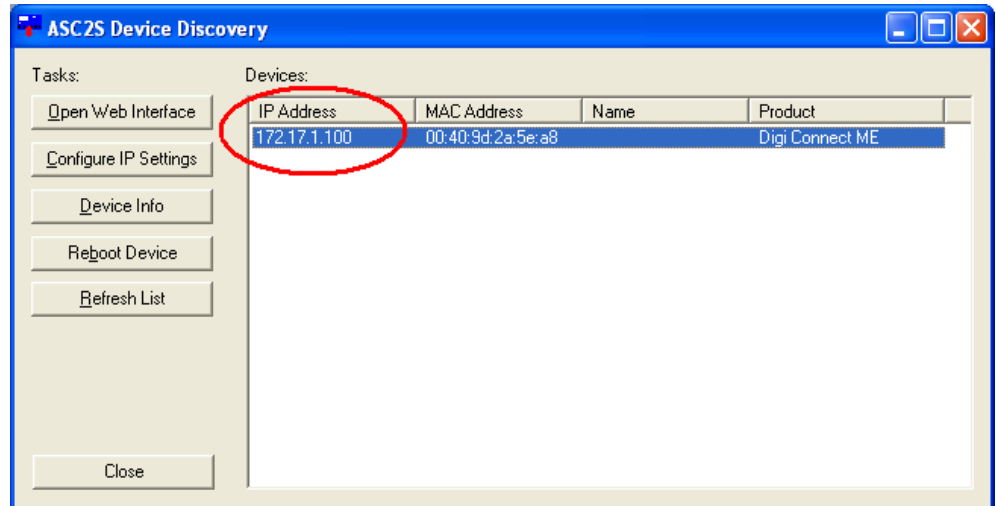 ASC2S Device Discovery
Tasks:
Devices:
Open Web Interface
Configure IP Settings
Device Info
Reboot Device
Refresh List
Close
IP Address MAC Address Name Product
172.17.1.100 00:40:9d:2a:5e:a8 Digi Connect ME